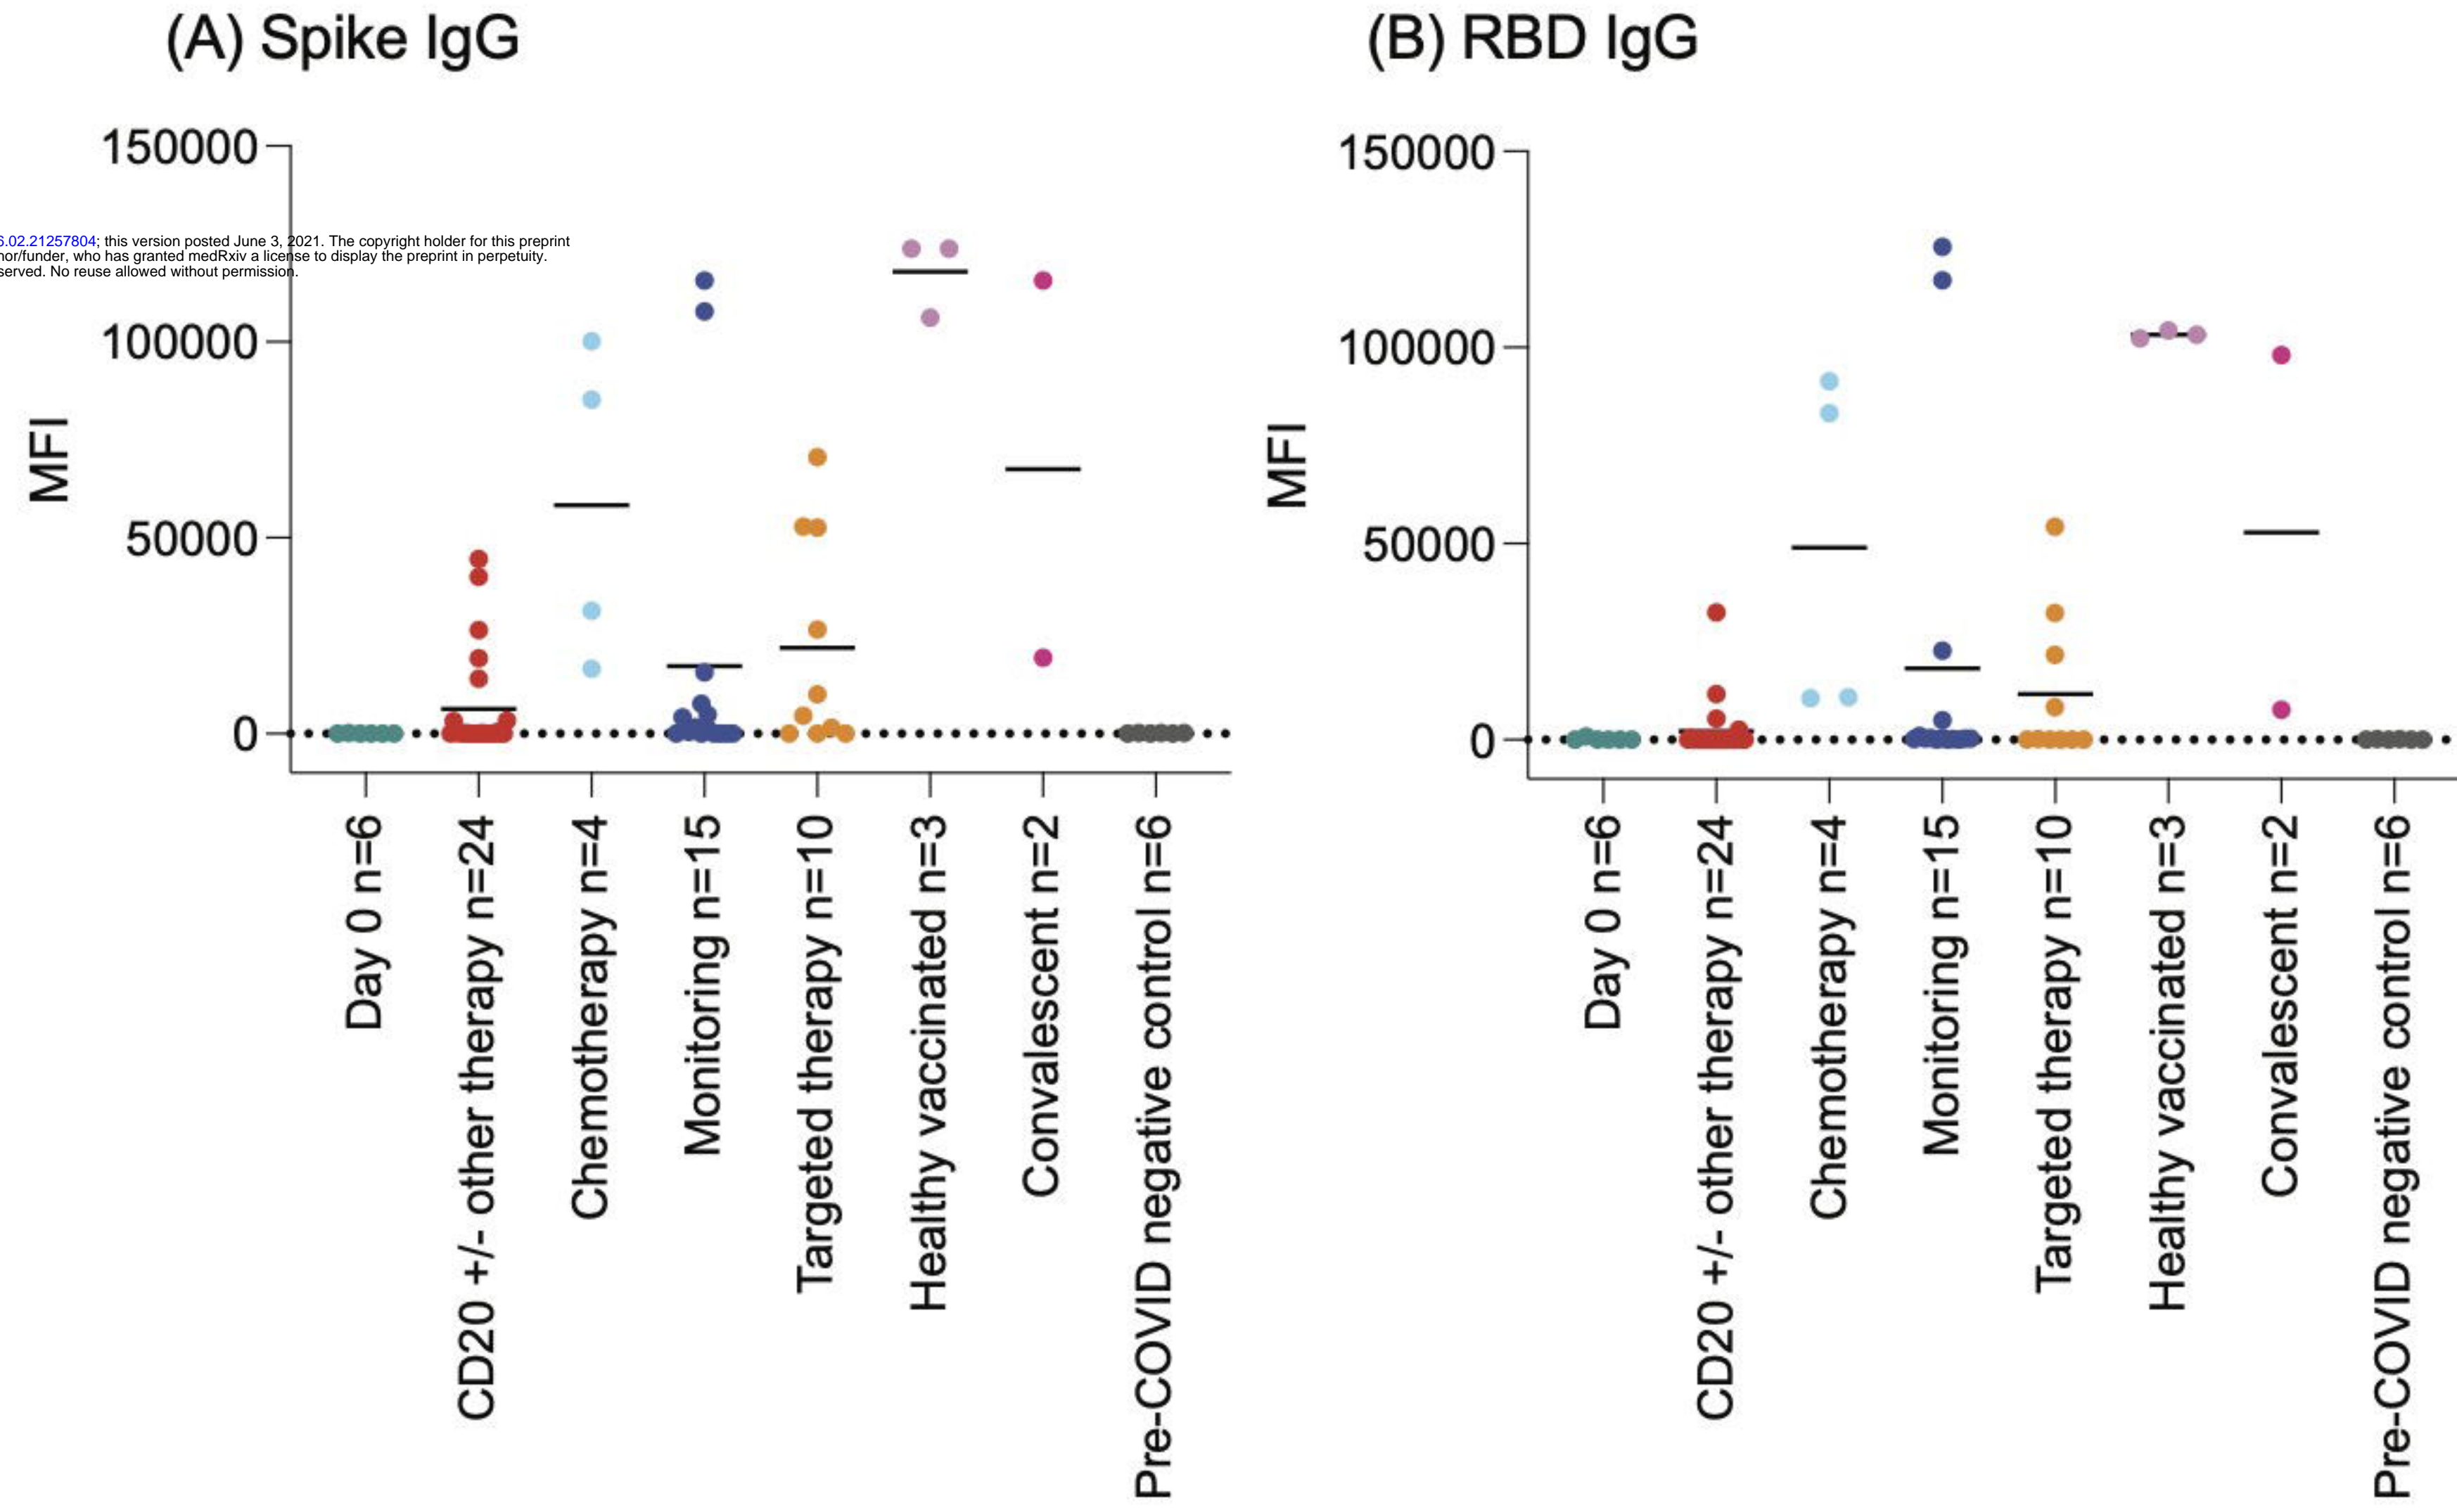 (A) Spike IgG
150000
100000
50000
0
MFI
6.02.21257804; this version posted June 3, 2021. The copyright holder for this preprint
nor/funder, who has granted medRxiv a license to display the preprint in perpetuity.
served. No reuse allowed without permission.
Day 0 n=6
CD20 +/- other therapy n=24
Chemotherapy n=4
Monitoring n=15
Targeted therapy n=10
Healthy vaccinated n=3
Convalescent n=2
Pre-COVID negative control n=6
(B) RBD IgG
150000
100000
50000
0
MFI
Day 0 n=6
CD20 +/- other therapy n=24
Chemotherapy n=4
Monitoring n=15
Targeted therapy n=10
Healthy vaccinated n=3
Convalescent n=2
Pre-COVID negative control n=6